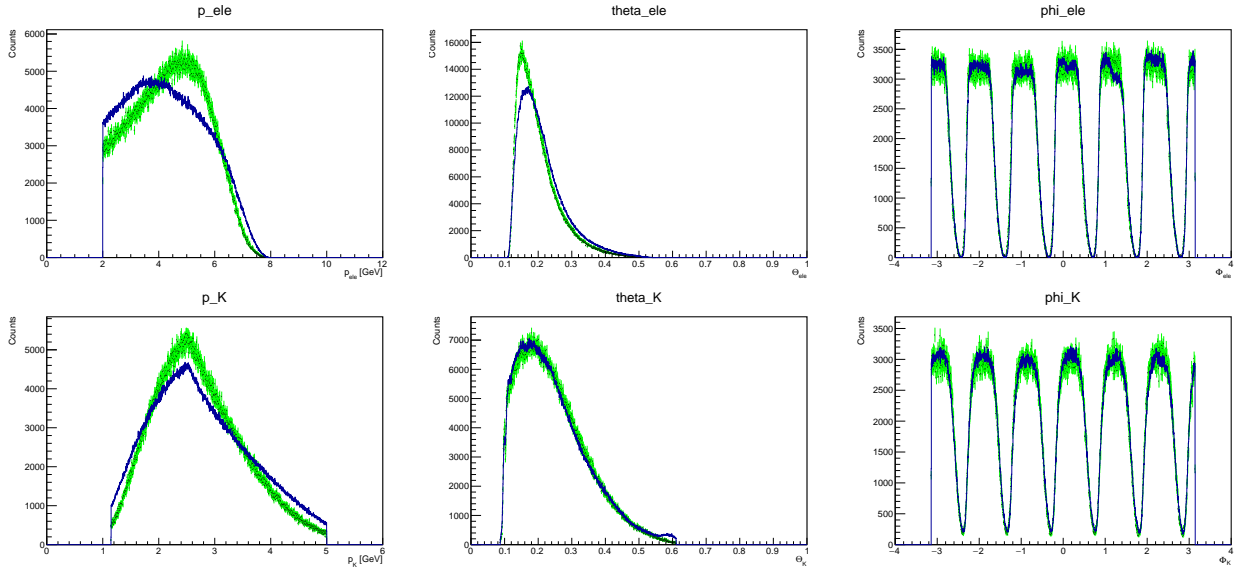 p_ele
Counts
6000
5000
4000
3000
2000
1000
0
0 2 4 6 8 10 12
p_ele [GeV]
theta_ele
Counts
16000
14000
12000
10000
8000
6000
4000
2000
0
0 0.1 0.2 0.3 0.4 0.5 0.6 0.7 0.8 0.9 1
Θ_ele
phi_ele
Counts
3500
3000
2500
2000
1500
1000
500
0
−4 −3 −2 −1 0 1 2 3 4
Φ_ele
p_K
Counts
5000
4000
3000
2000
1000
0
0 1 2 3 4 5 6
p_K [GeV]
theta_K
Counts
7000
6000
5000
4000
3000
2000
1000
0
0 0.1 0.2 0.3 0.4 0.5 0.6 0.7 0.8 0.9 1
Θ_K
phi_K
Counts
3500
3000
2500
2000
1500
1000
500
0
−4 −3 −2 −1 0 1 2 3 4
Φ_K